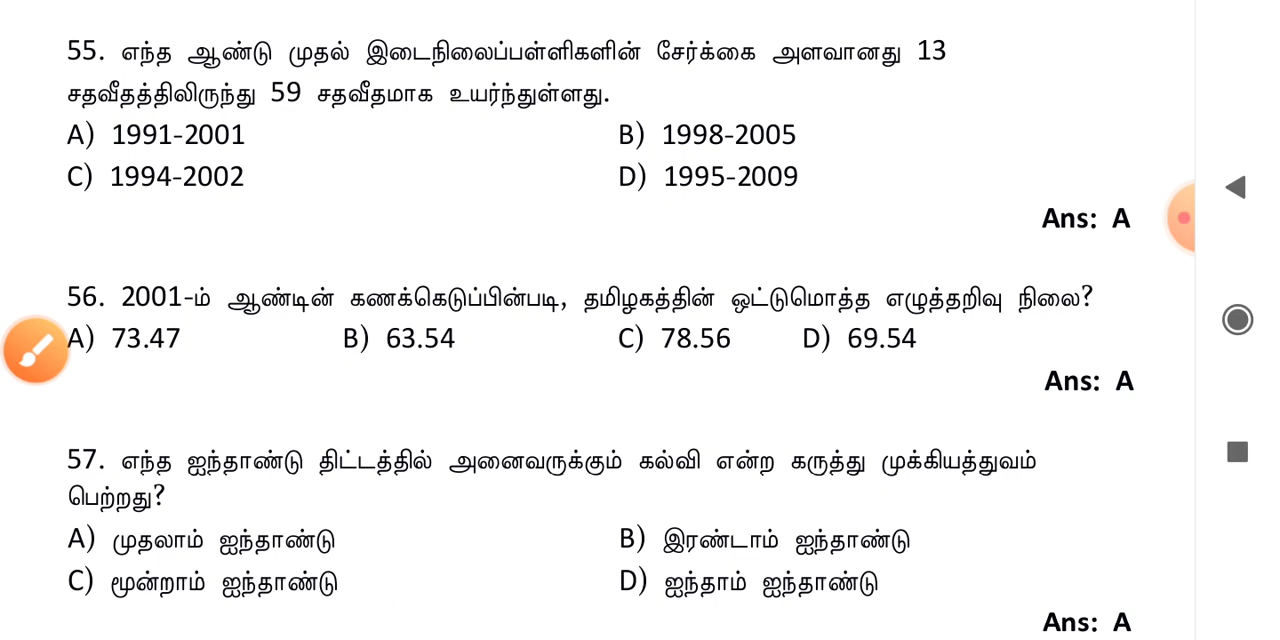 55. எந்த ஆண்டு முதல் இடைநிலைப்பள்ளிகளின் சேர்க்கை அளவானது 13
சதவீதத்திலிருந்து 59 சதவீதமாக உயர்ந்துள்ளது.
A) 1991-2001 B) 1998-2005
C) 1994-2002 D) 1995-2009
Ans: A
56. 2001-ம் ஆண்டின் கணக்கெடுப்பின்படி, தமிழகத்தின் ஒட்டுமொத்த எழுத்தறிவு நிலை?
A) 73.47 B) 63.54 C) 78.56 D) 69.54
Ans: A
57. எந்த ஐந்தாண்டு திட்டத்தில் அனைவருக்கும் கல்வி என்ற கருத்து முக்கியத்துவம்
பெற்றது?
A) முதலாம் ஐந்தாண்டு B) இரண்டாம் ஐந்தாண்டு
C) மூன்றாம் ஐந்தாண்டு D) ஐந்தாம் ஐந்தாண்டு
Ans: A